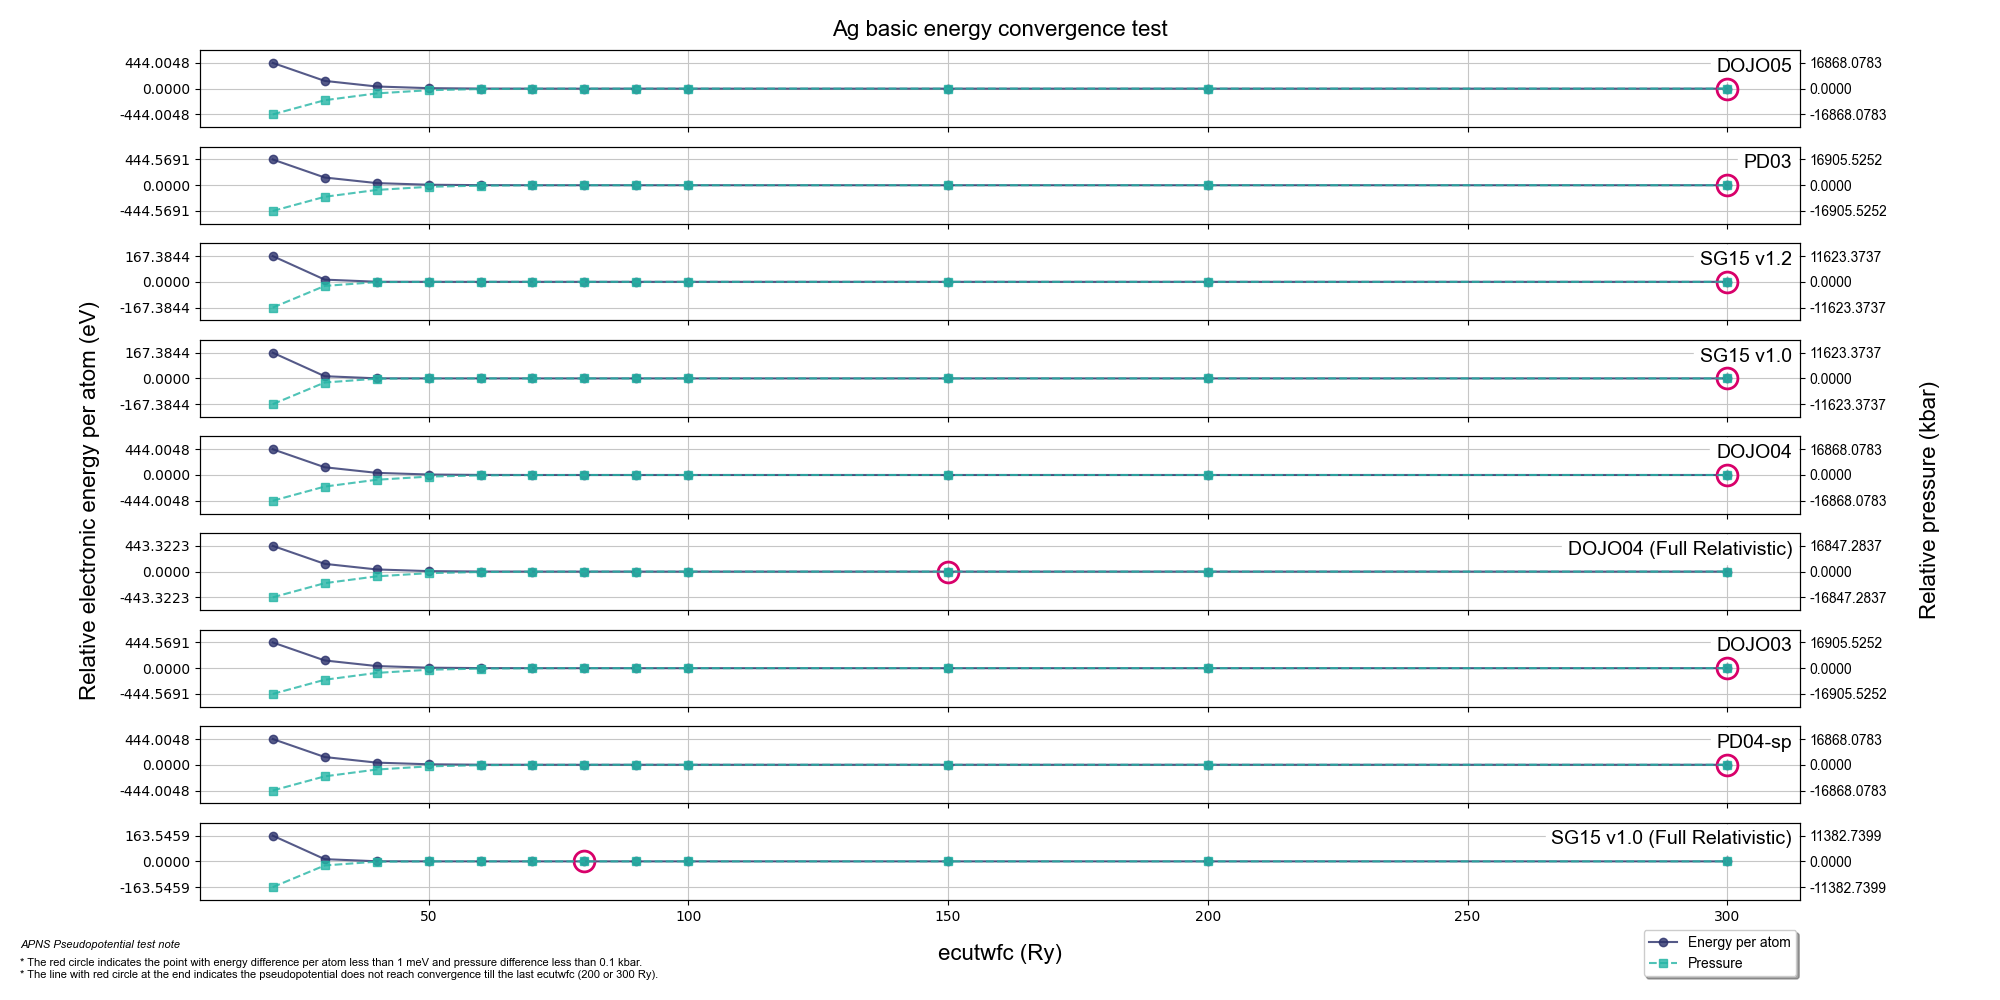 Ag basic energy convergence test
Relative electronic energy per atom (eV)
Relative pressure (kbar)
444.0048
0.0000
-444.0048
DOJO05
16868.0783
0.0000
-16868.0783
444.5691
0.0000
-444.5691
PD03
16905.5252
0.0000
-16905.5252
167.3844
0.0000
-167.3844
SG15 v1.2
11623.3737
0.0000
-11623.3737
167.3844
0.0000
-167.3844
SG15 v1.0
11623.3737
0.0000
-11623.3737
444.0048
0.0000
-444.0048
DOJO04
16868.0783
0.0000
-16868.0783
443.3223
0.0000
-443.3223
DOJO04 (Full Relativistic)
16847.2837
0.0000
-16847.2837
444.5691
0.0000
-444.5691
DOJO03
16905.5252
0.0000
-16905.5252
444.0048
0.0000
-444.0048
PD04-sp
16868.0783
0.0000
-16868.0783
163.5459
0.0000
-163.5459
SG15 v1.0 (Full Relativistic)
11382.7399
0.0000
-11382.7399
50 100 150 200 250 300
ecutwfc (Ry)
Energy per atom
Pressure
APNS Pseudopotential test note
* The red circle indicates the point with energy difference per atom less than 1 meV and pressure difference less than 0.1 kbar.
* The line with red circle at the end indicates the pseudopotential does not reach convergence till the last ecutwfc (200 or 300 Ry).